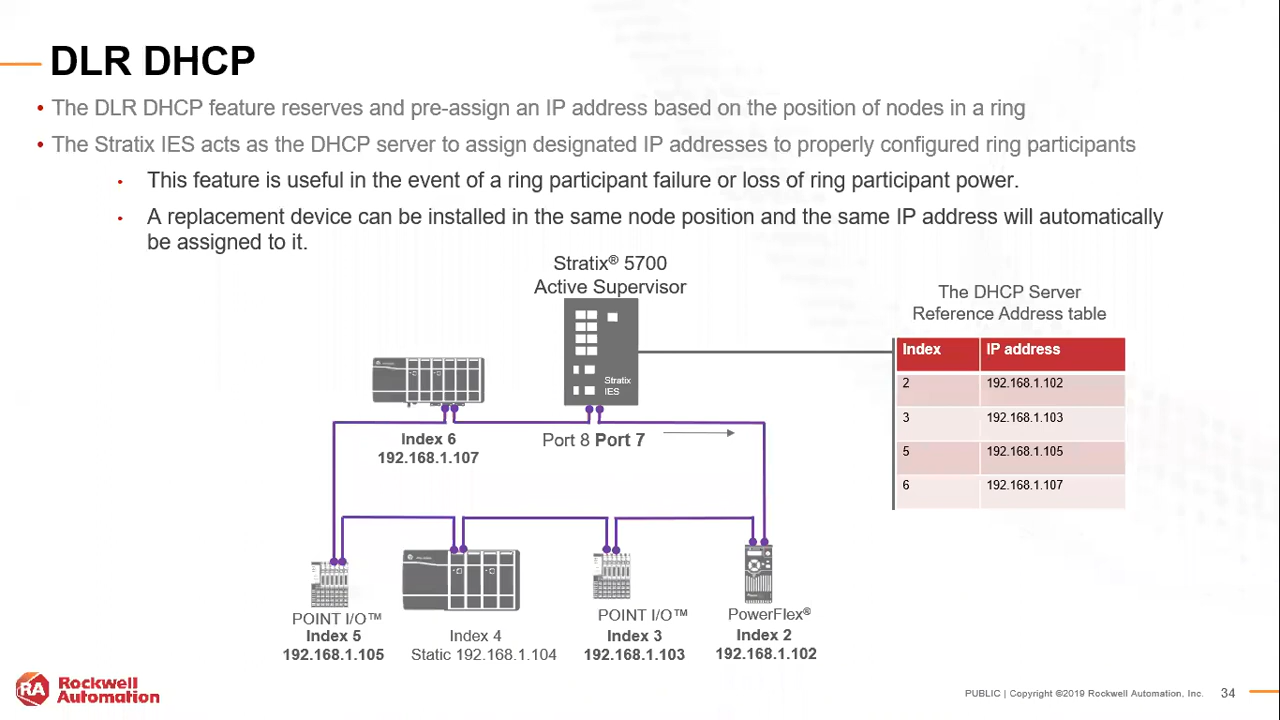 DLR DHCP
• The DLR DHCP feature reserves and pre-assign an IP address based on the position of nodes in a ring
• The Stratix IES acts as the DHCP server to assign designated IP addresses to properly configured ring participants
• This feature is useful in the event of a ring participant failure or loss of ring participant power.
• A replacement device can be installed in the same node position and the same IP address will automatically
be assigned to it.
Stratix® 5700
Active Supervisor
Stratix
IES
The DHCP Server
Reference Address table
Index IP address
2 192.168.1.102
3 192.168.1.103
5 192.168.1.105
6 192.168.1.107
Index 6
192.168.1.107
Port 8 Port 7
POINT I/O™
Index 5
192.168.1.105
Index 4
Static 192.168.1.104
POINT I/O™
Index 3
192.168.1.103
PowerFlex®
Index 2
192.168.1.102
RA
Rockwell
Automation
PUBLIC | Copyright ©2019 Rockwell Automation, Inc. 34